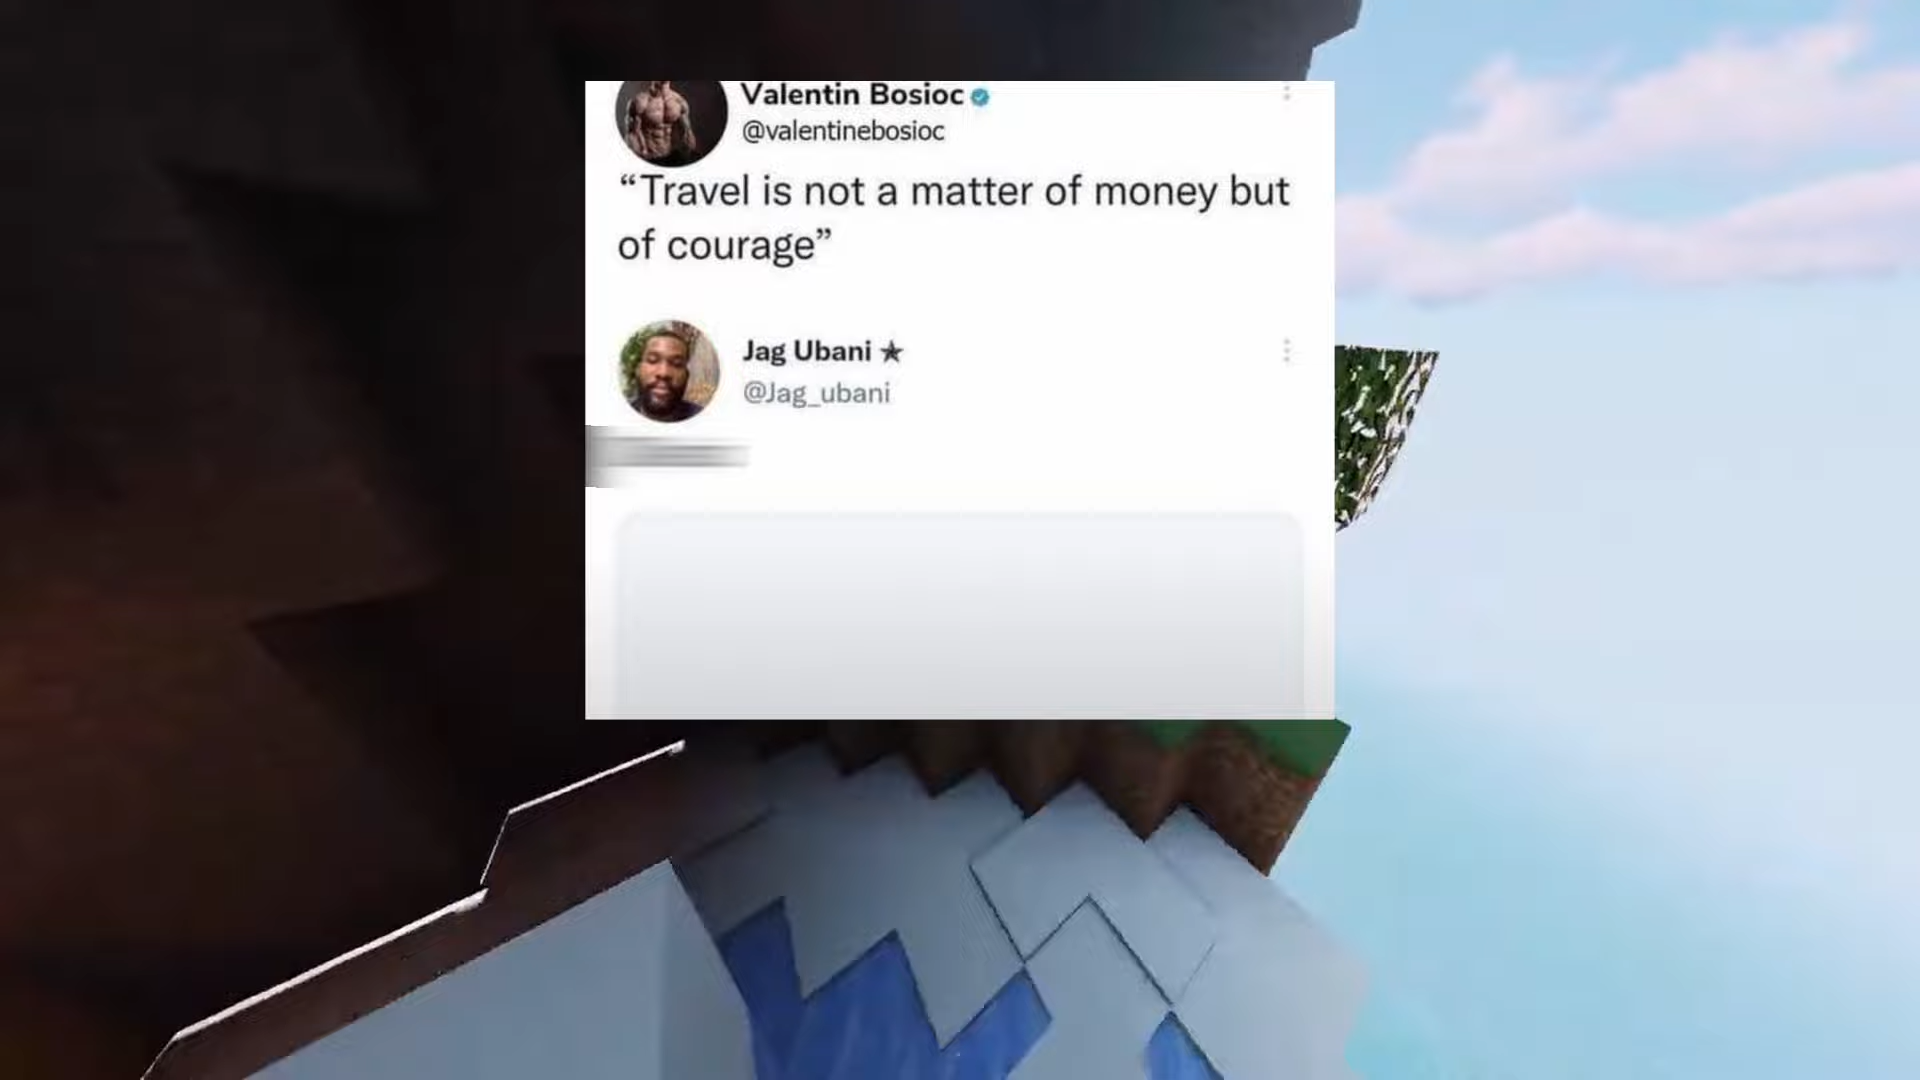 Valentin Bosioc
@valentinebosioc
“Travel is not a matter of money but
of courage”
Jag Ubani ★
@Jag_ubani